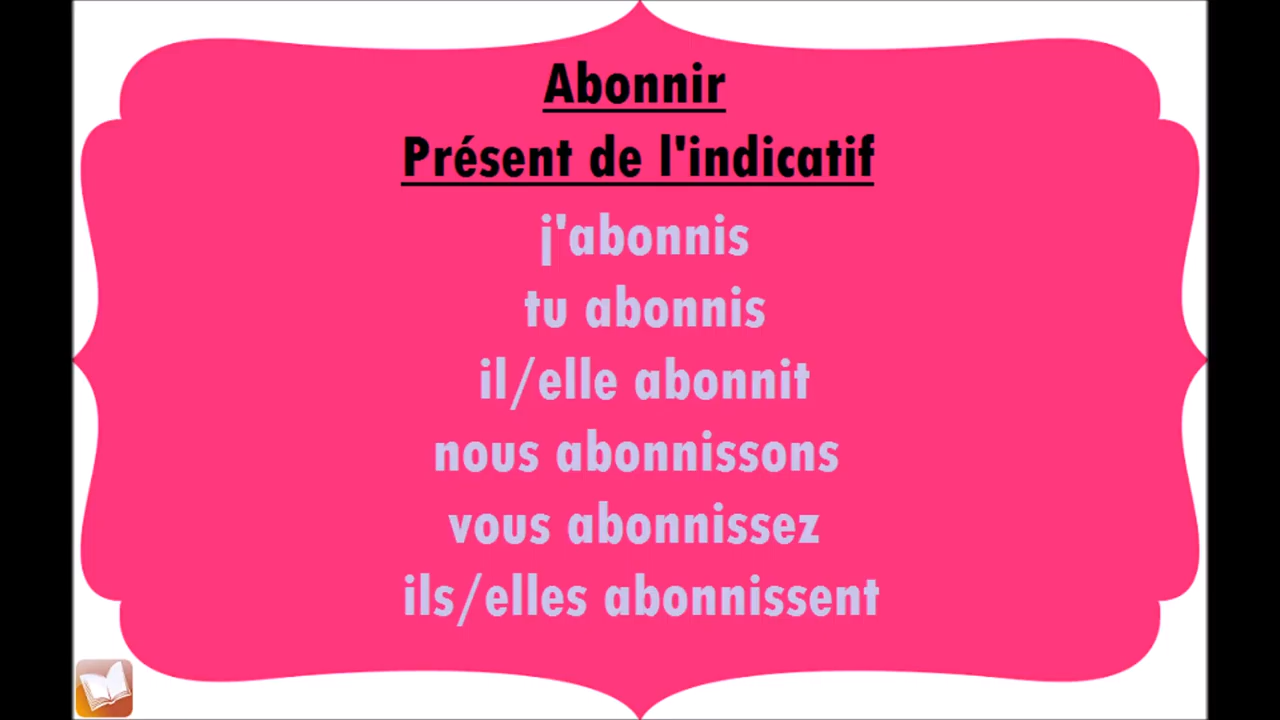 Abonnir
Présent de l'indicatif
j'abonnis
tu abonnis
il/elle abonnit
nous abonnissons
vous abonnissez
ils/elles abonnissent